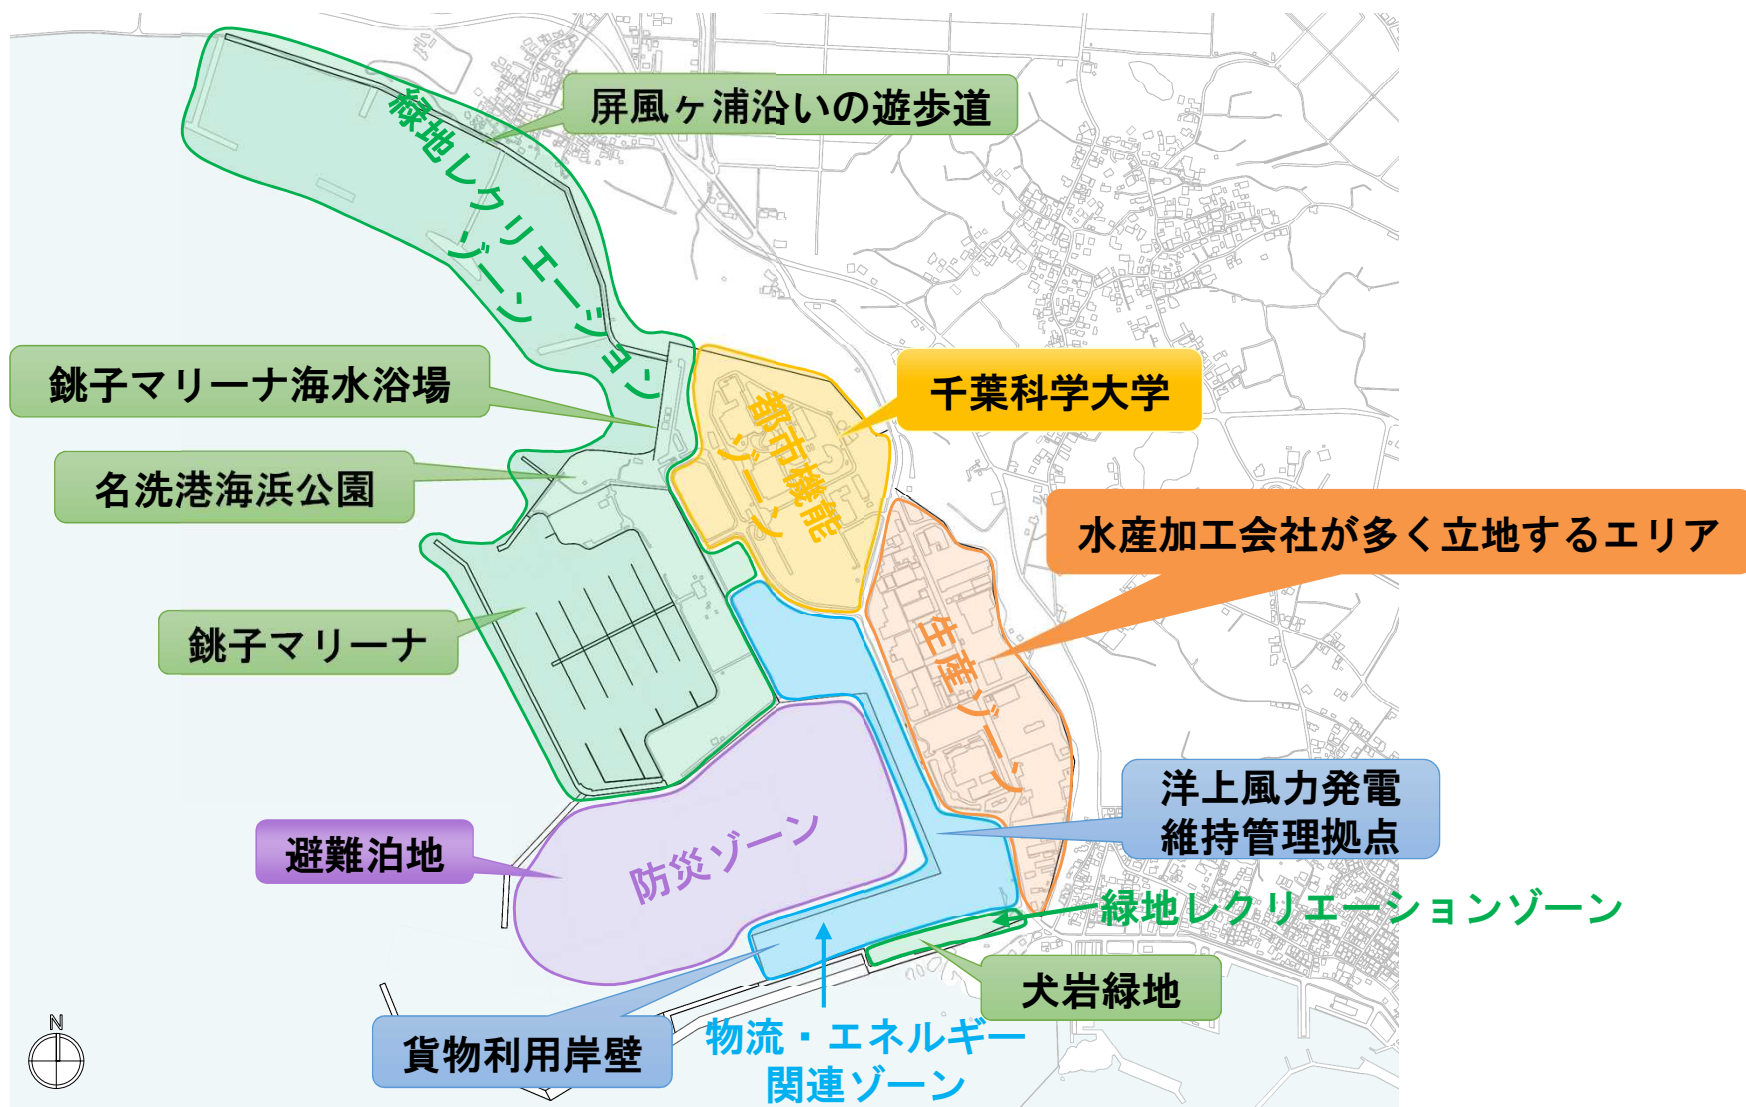 屏風ヶ浦沿いの遊歩道
緑地レクリエーション
ゾーン
銚子マリーナ海水浴場
千葉科学大学
都市機能
ゾーン
名洗港海浜公園
水産加工会社が多く立地するエリア
銚子マリーナ
生産ゾーン
洋上風力発電
維持管理拠点
避難泊地
防災ゾーン
緑地レクリエーションゾーン
犬岩緑地
貨物利用岸壁
物流・エネルギー
関連ゾーン
N